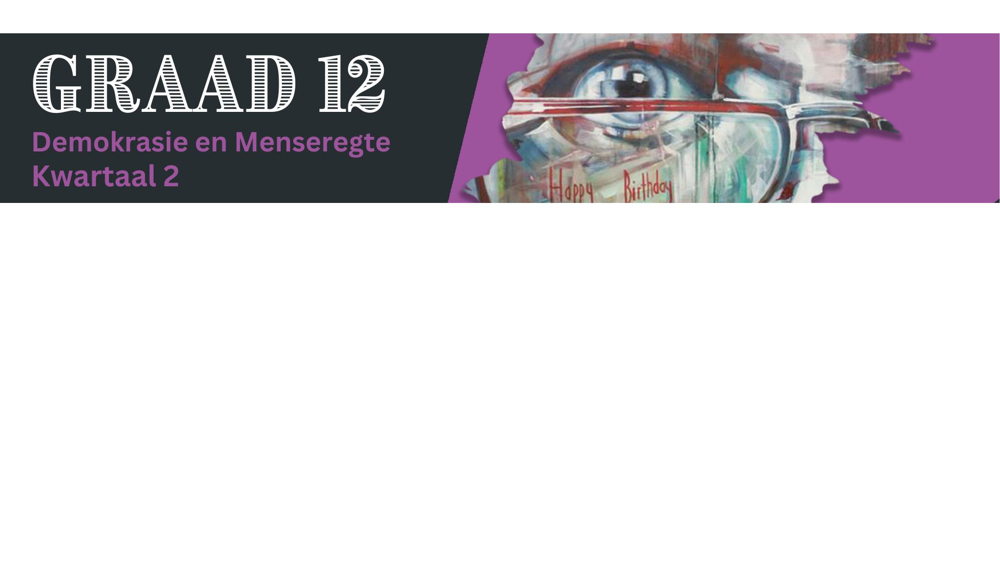 GRAAD 12
Demokrasie en Menseregte
Kwartaal 2
Happy Birthday